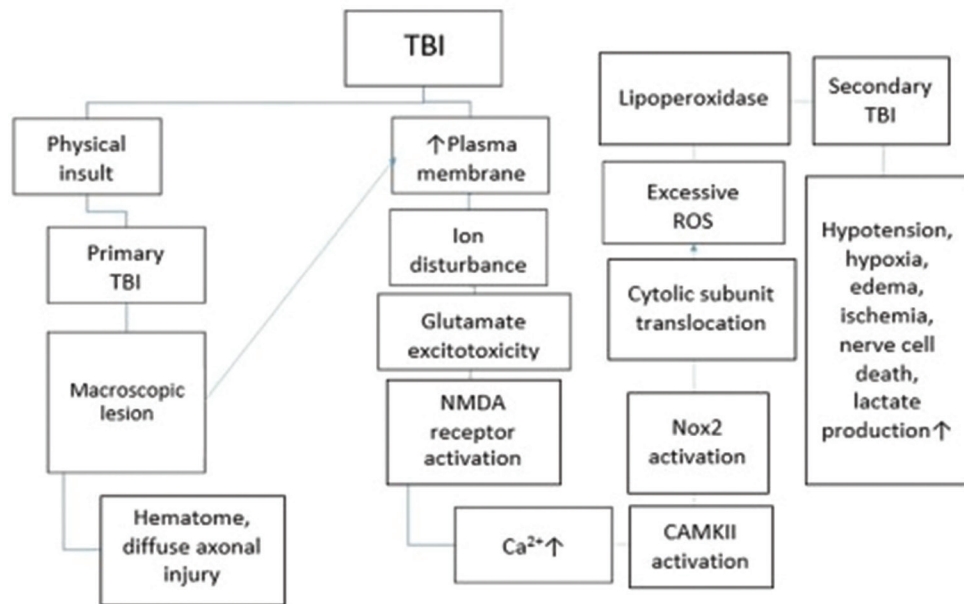 TBI
Physical
insult
Primary
TBI
Macroscopic
lesion
Hematome,
diffuse axonal
injury
↑Plasma
membrane
Ion
disturbance
Glutamate
excitotoxicity
NMDA
receptor
activation
Ca²⁺↑
CAMKII
activation
Nox2
activation
Cytolic subunit
translocation
Excessive
ROS
Lipoperoxidase
Secondary
TBI
Hypotension,
hypoxia,
edema,
ischemia,
nerve cell
death,
lactate
production↑